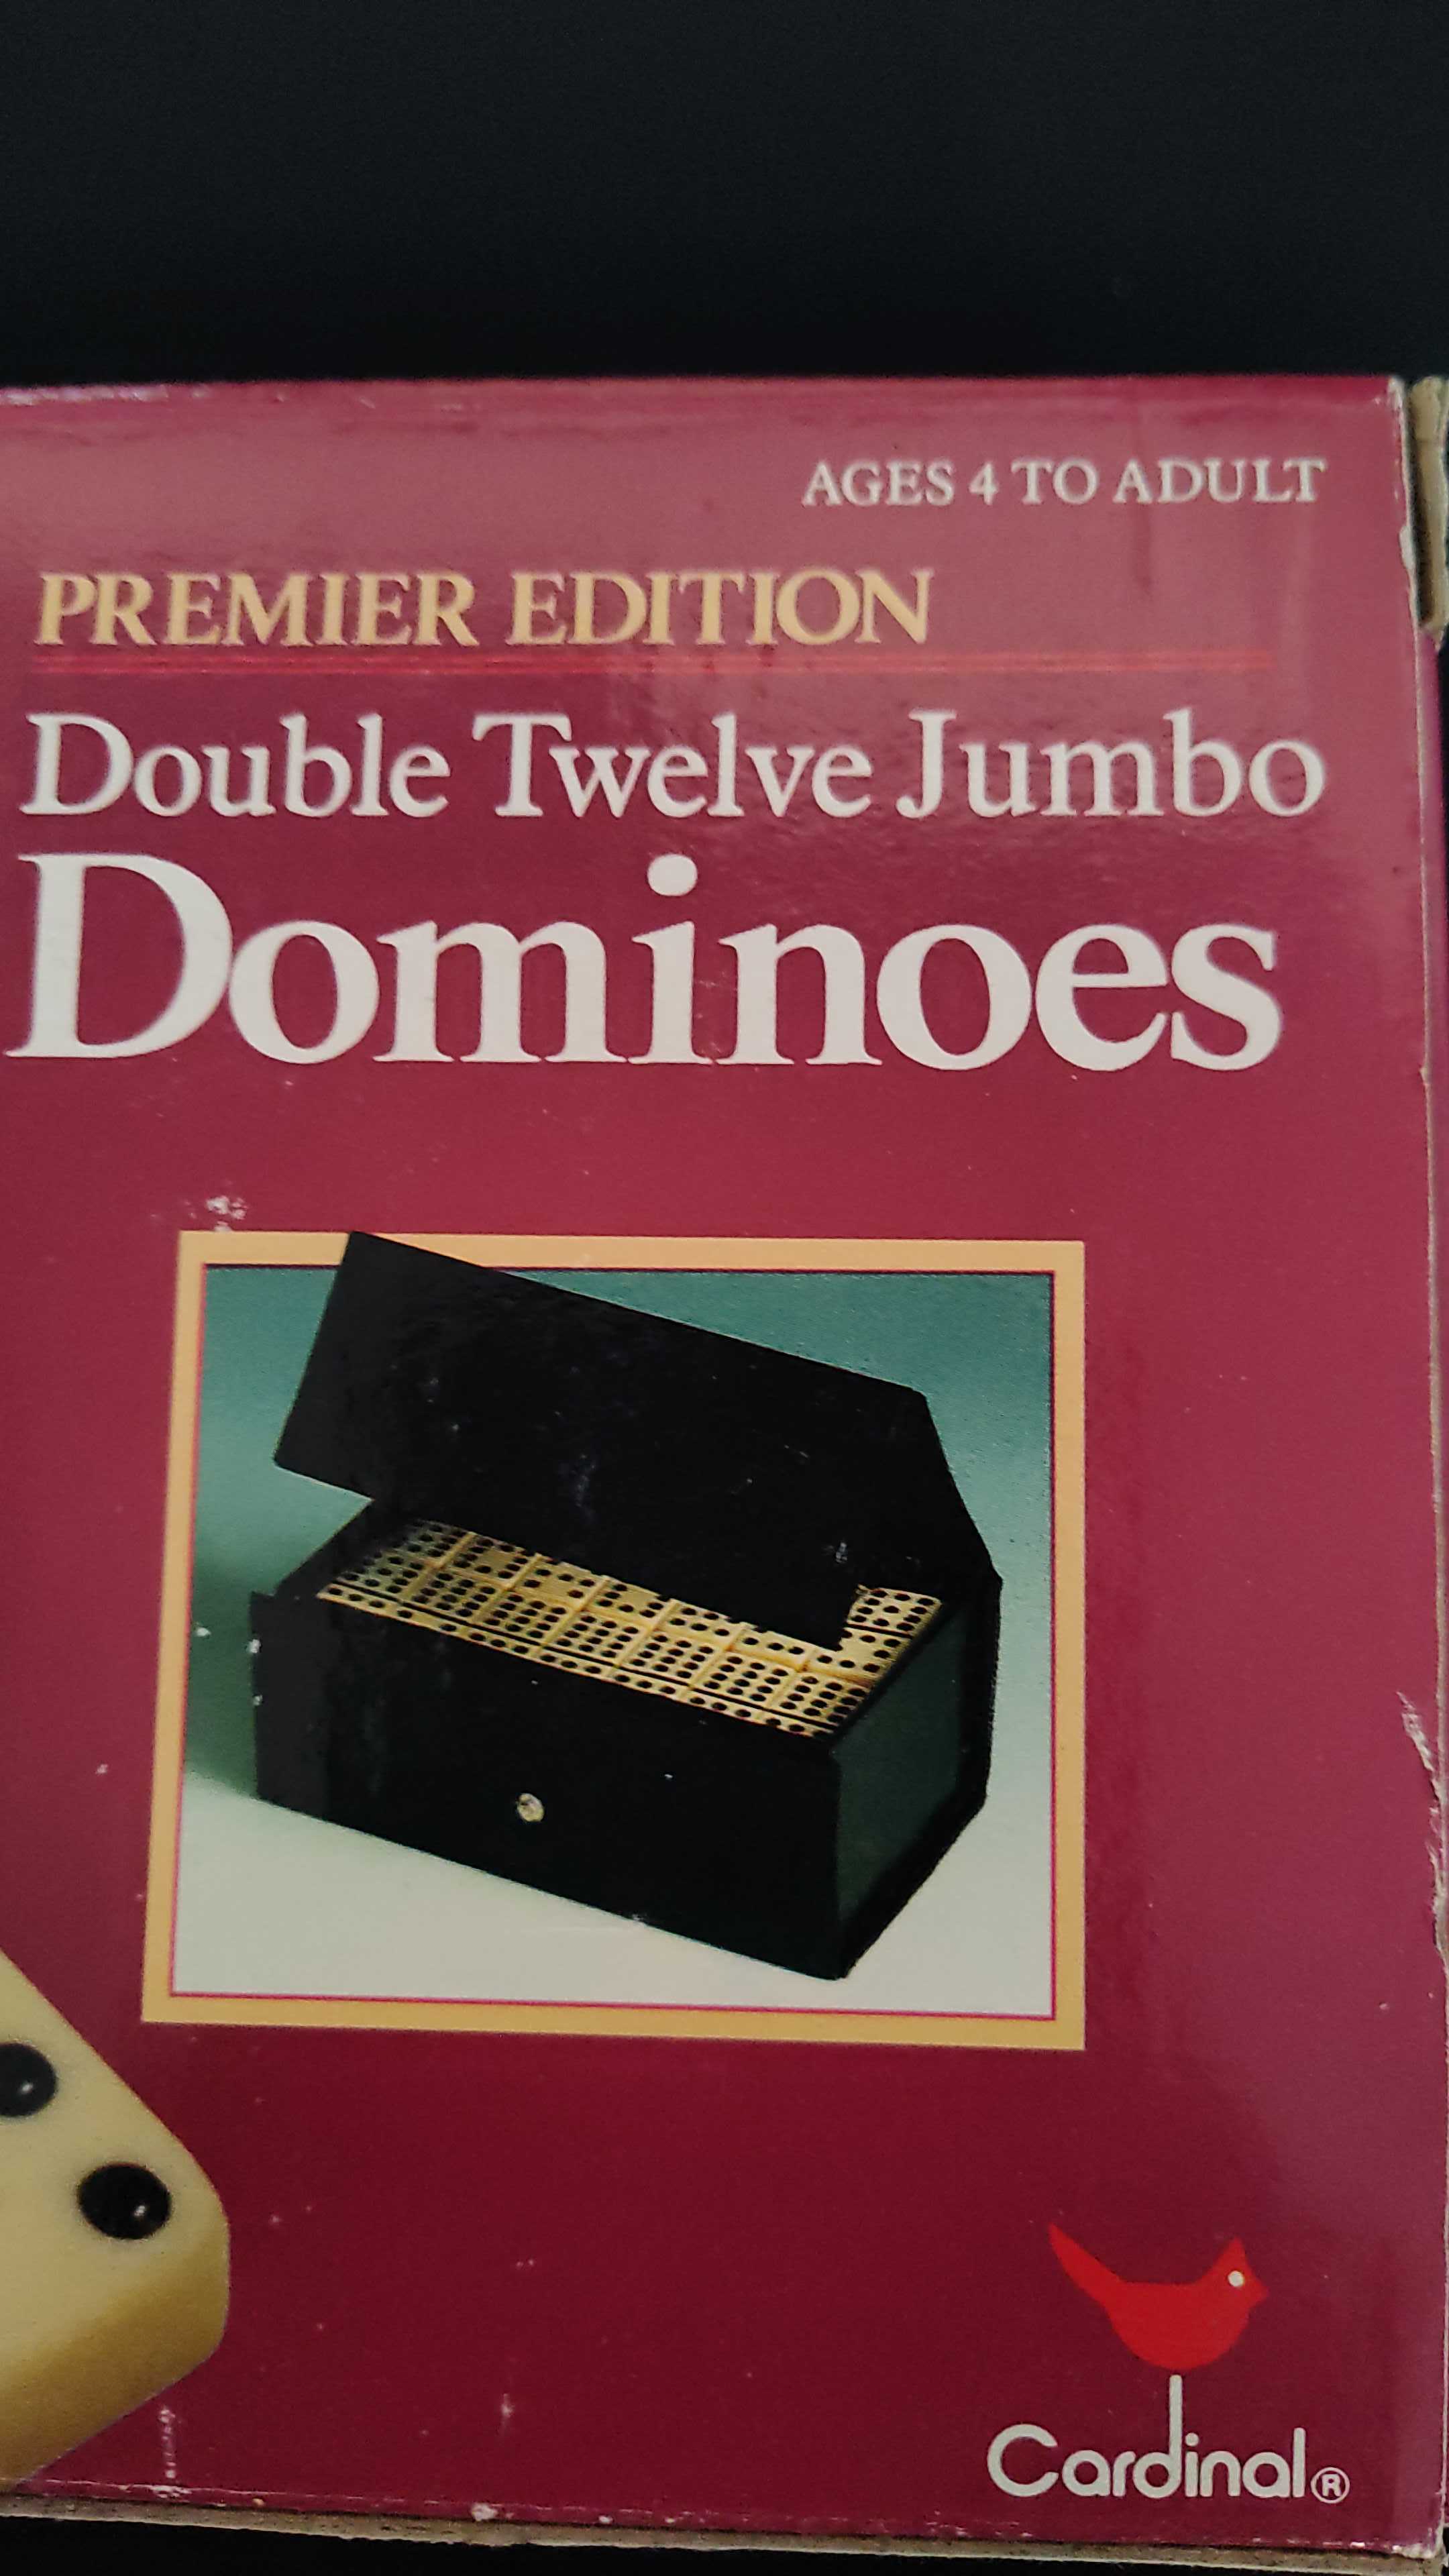 AGES 4 TO ADULT
PREMIER EDITION
Double Twelve Jumbo
Dominoes
Cardinal®